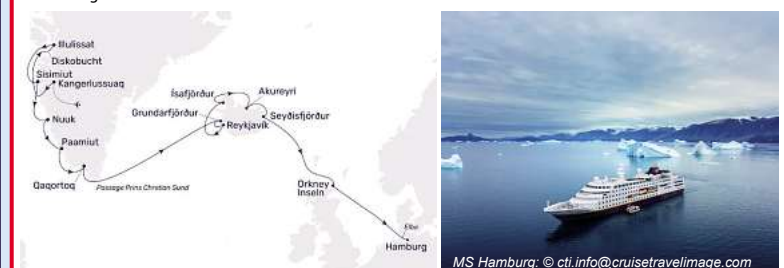 Illulissat
Diskobucht
Sisimiut
Kangerlussuaq
Nuuk
Paamiut
Qaqortoq
Passage Prins Christian Sund
Ísafjörður
Grundarfjörður
Reykjavík
Akureyri
Seyðisfjörður
Orkney
Inseln
Elbe
Hamburg
MS Hamburg: © cti.info@cruisetravelimage.com